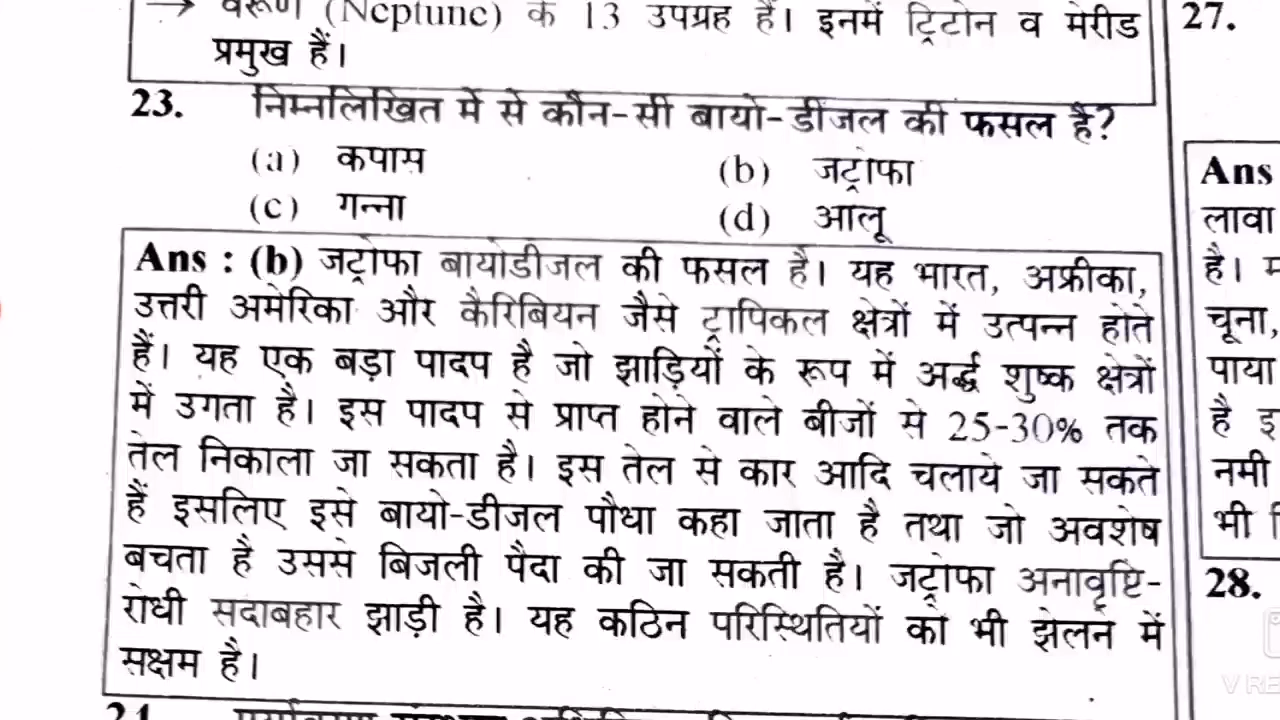 → वरूण (Neptune) के 13 उपग्रह हैं। इनमें ट्रिटोन व मेरीड
प्रमुख हैं।
23. निम्नलिखित में से कौन-सी बायो-डीजल की फसल है?
(a) कपास (b) जट्रोफा
(c) गन्ना (d) आलू
Ans : (b) जट्रोफा बायोडीजल की फसल है। यह भारत, अफ्रीका,
उत्तरी अमेरिका और कैरिबियन जैसे ट्रापिकल क्षेत्रों में उत्पन्न होते
हैं। यह एक बड़ा पादप है जो झाड़ियों के रूप में अर्द्ध शुष्क क्षेत्रों
में उगता है। इस पादप से प्राप्त होने वाले बीजों से 25-30% तक
तेल निकाला जा सकता है। इस तेल से कार आदि चलाये जा सकते
हैं इसलिए इसे बायो-डीजल पौधा कहा जाता है तथा जो अवशेष
बचता है उससे बिजली पैदा की जा सकती है। जट्रोफा अनावृष्टि-
रोधी सदाबहार झाड़ी है। यह कठिन परिस्थितियों को भी झेलने में
सक्षम है।
24.
27.
Ans
लावा
है।
चूना,
पाया
है
नमी
भी
28.